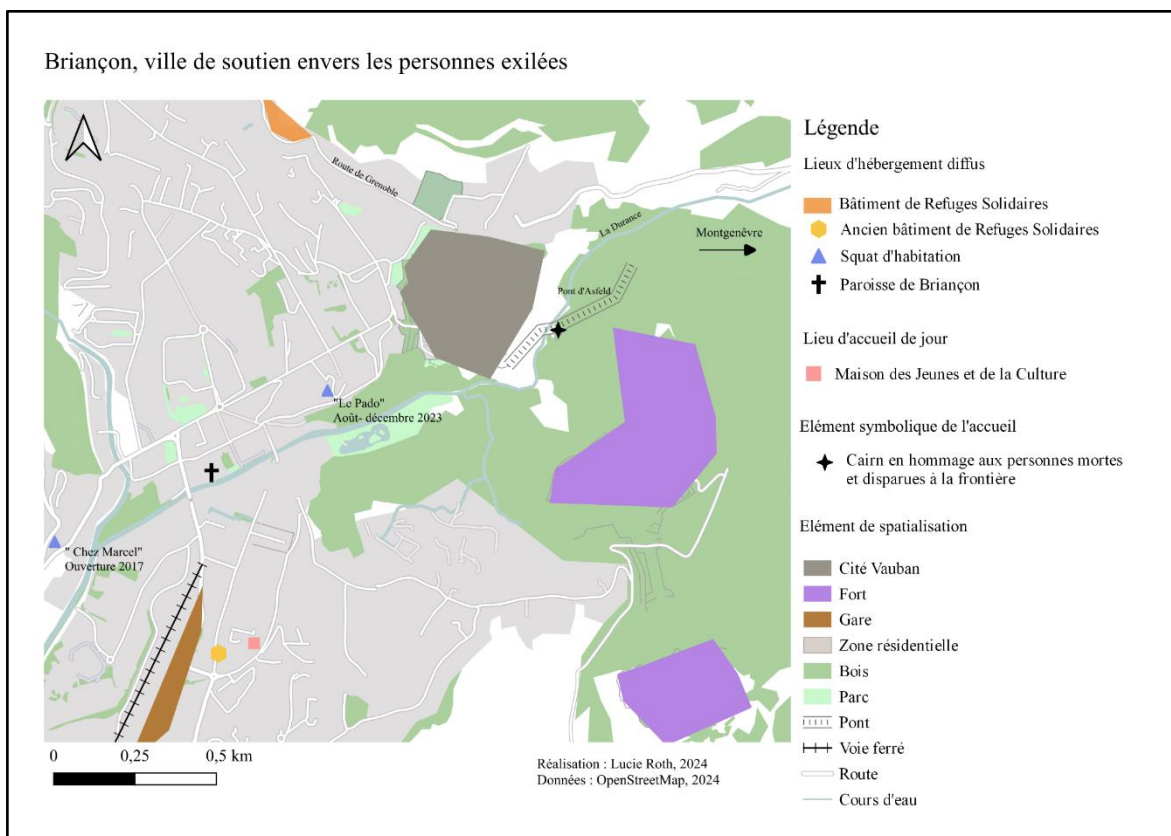 Briançon, ville de soutien envers les personnes exilées
Route de Grenoble
La Durance
Montgenêvre
Pont d'Asfeld
"Le Pado"
Août- décembre 2023
" Chez Marcel"
Ouverture 2017
0 0,25 0,5 km
Réalisation : Lucie Roth, 2024
Données : OpenStreetMap, 2024
Légende
Lieux d'hébergement diffus
Bâtiment de Refuges Solidaires
Ancien bâtiment de Refuges Solidaires
Squat d'habitation
Paroisse de Briançon
Lieu d'accueil de jour
Maison des Jeunes et de la Culture
Elément symbolique de l'accueil
Cairn en hommage aux personnes mortes
et disparues à la frontière
Elément de spatialisation
Cité Vauban
Fort
Gare
Zone résidentielle
Bois
Parc
Pont
Voie ferré
Route
Cours d'eau